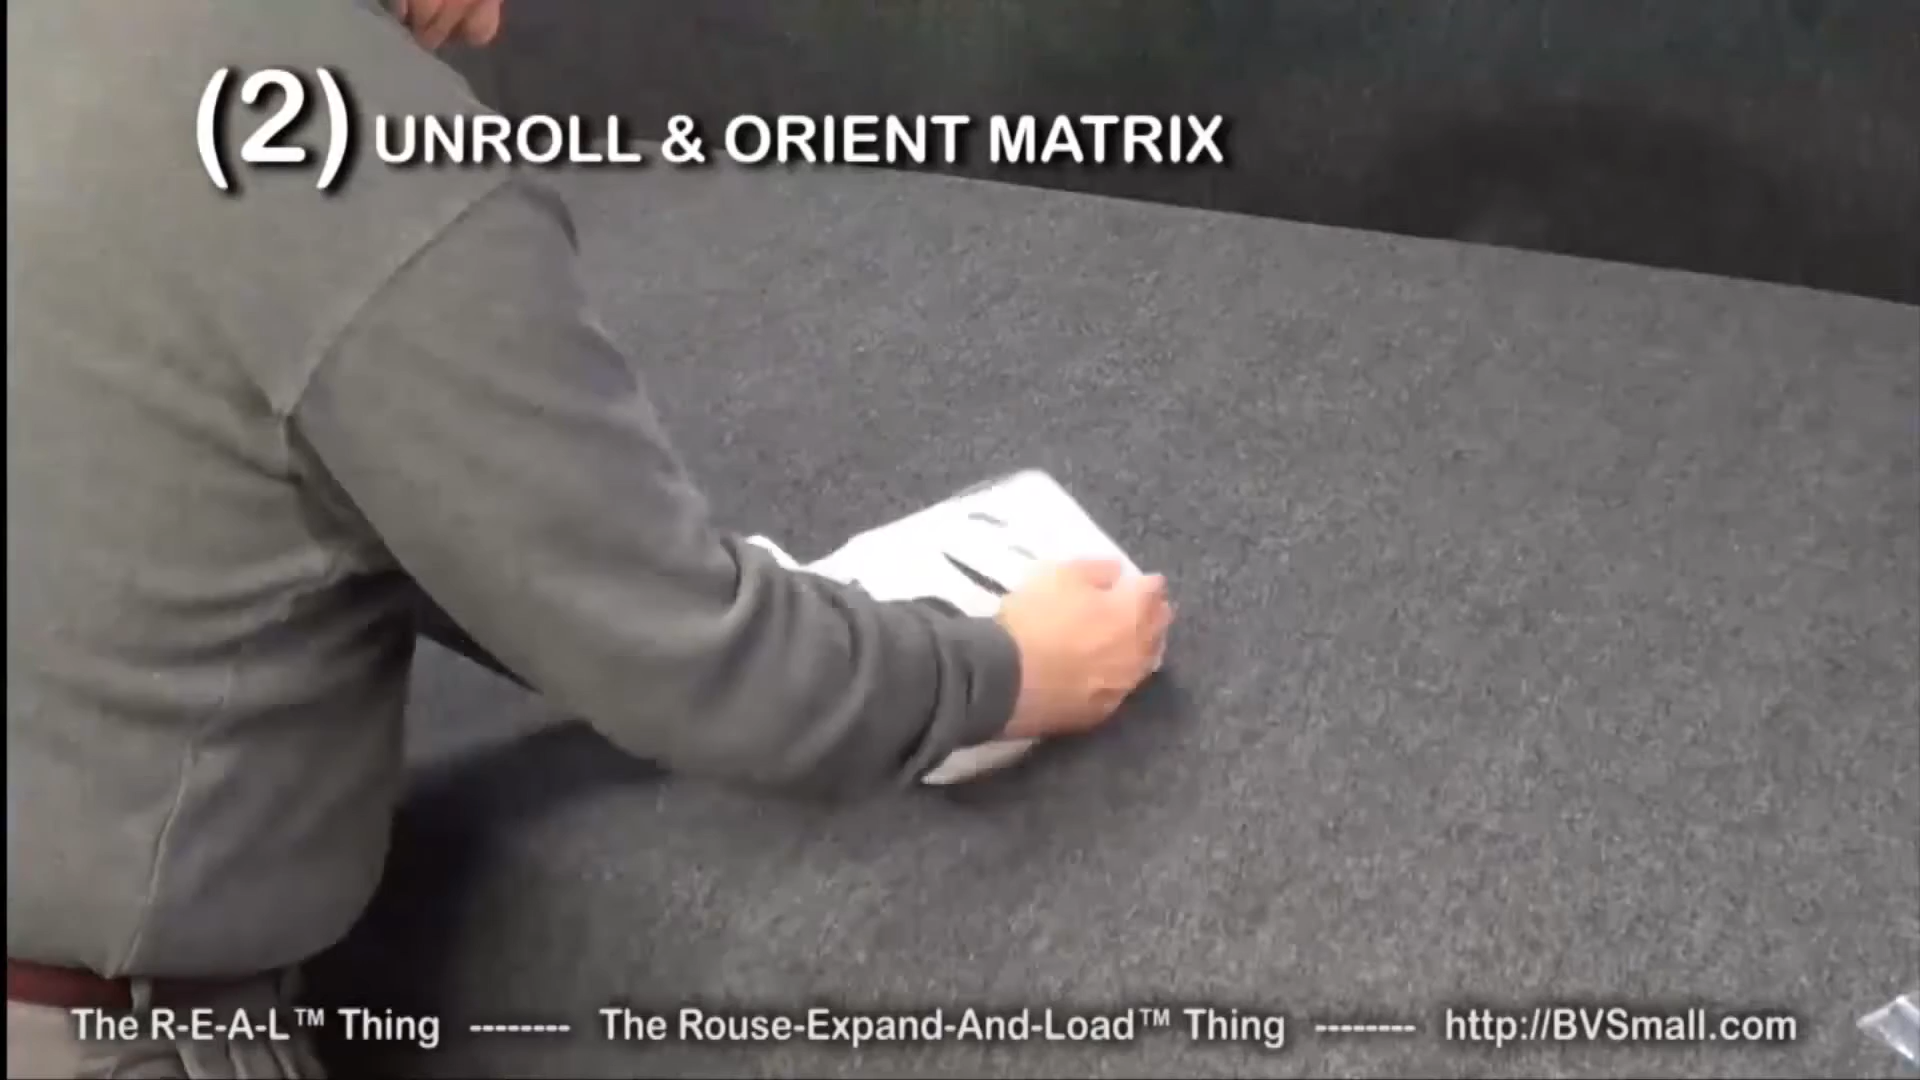 (2) UNROLL & ORIENT MATRIX
The R-E-A-L™ Thing -------- The Rouse-Expand-And-Load™ Thing -------- http://BVSmall.com